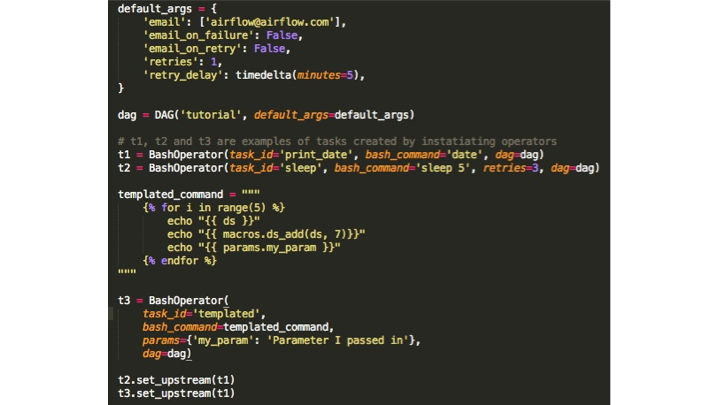 default_args = {
    'email': ['airflow@airflow.com'],
    'email_on_failure': False,
    'email_on_retry': False,
    'retries': 1,
    'retry_delay': timedelta(minutes=5),
}
dag = DAG('tutorial', default_args=default_args)
# t1, t2 and t3 are examples of tasks created by instatiating operators
t1 = BashOperator(task_id='print_date', bash_command='date', dag=dag)
t2 = BashOperator(task_id='sleep', bash_command='sleep 5', retries=3, dag=dag)
templated_command = """
    {% for i in range(5) %}
        echo "{{ ds }}"
        echo "{{ macros.ds_add(ds, 7)}}"
        echo "{{ params.my_param }}"
    {% endfor %}
"""
t3 = BashOperator(
    task_id='templated',
    bash_command=templated_command,
    params={'my_param': 'Parameter I passed in'},
    dag=dag)
t2.set_upstream(t1)
t3.set_upstream(t1)